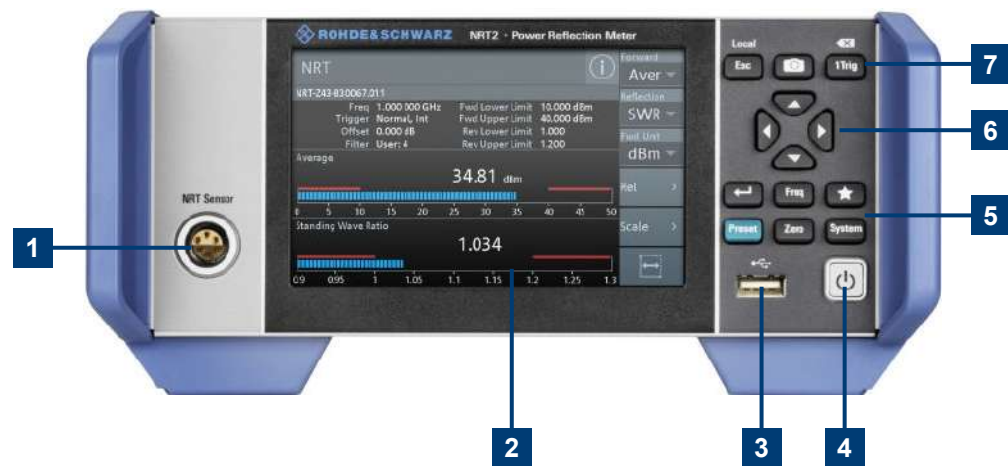 ROHDE&SCHWARZ NRT2 · Power Reflection Meter
NRT
i
Forward
Aver
NRT-Z43-830067.011
Reflection
SWR
Freq 1.000 000 GHz Fwd Lower Limit 10.000 dBm
Trigger Normal, Int Fwd Upper Limit 40.000 dBm
Offset 0.000 dB Rev Lower Limit 1.000
Filter User: 4 Rev Upper Limit 1.200
Fwd Unit
dBm
Average
34.81 dBm
0 5 10 15 20 25 30 35 40 45 50
Rel
Standing Wave Ratio
1.034
0.9 0.95 1 1.05 1.1 1.15 1.2 1.25 1.3
Scale
NRT Sensor
Local
Esc
1Trig
Freq
Preset Zero System
1
2
3
4
5
6
7